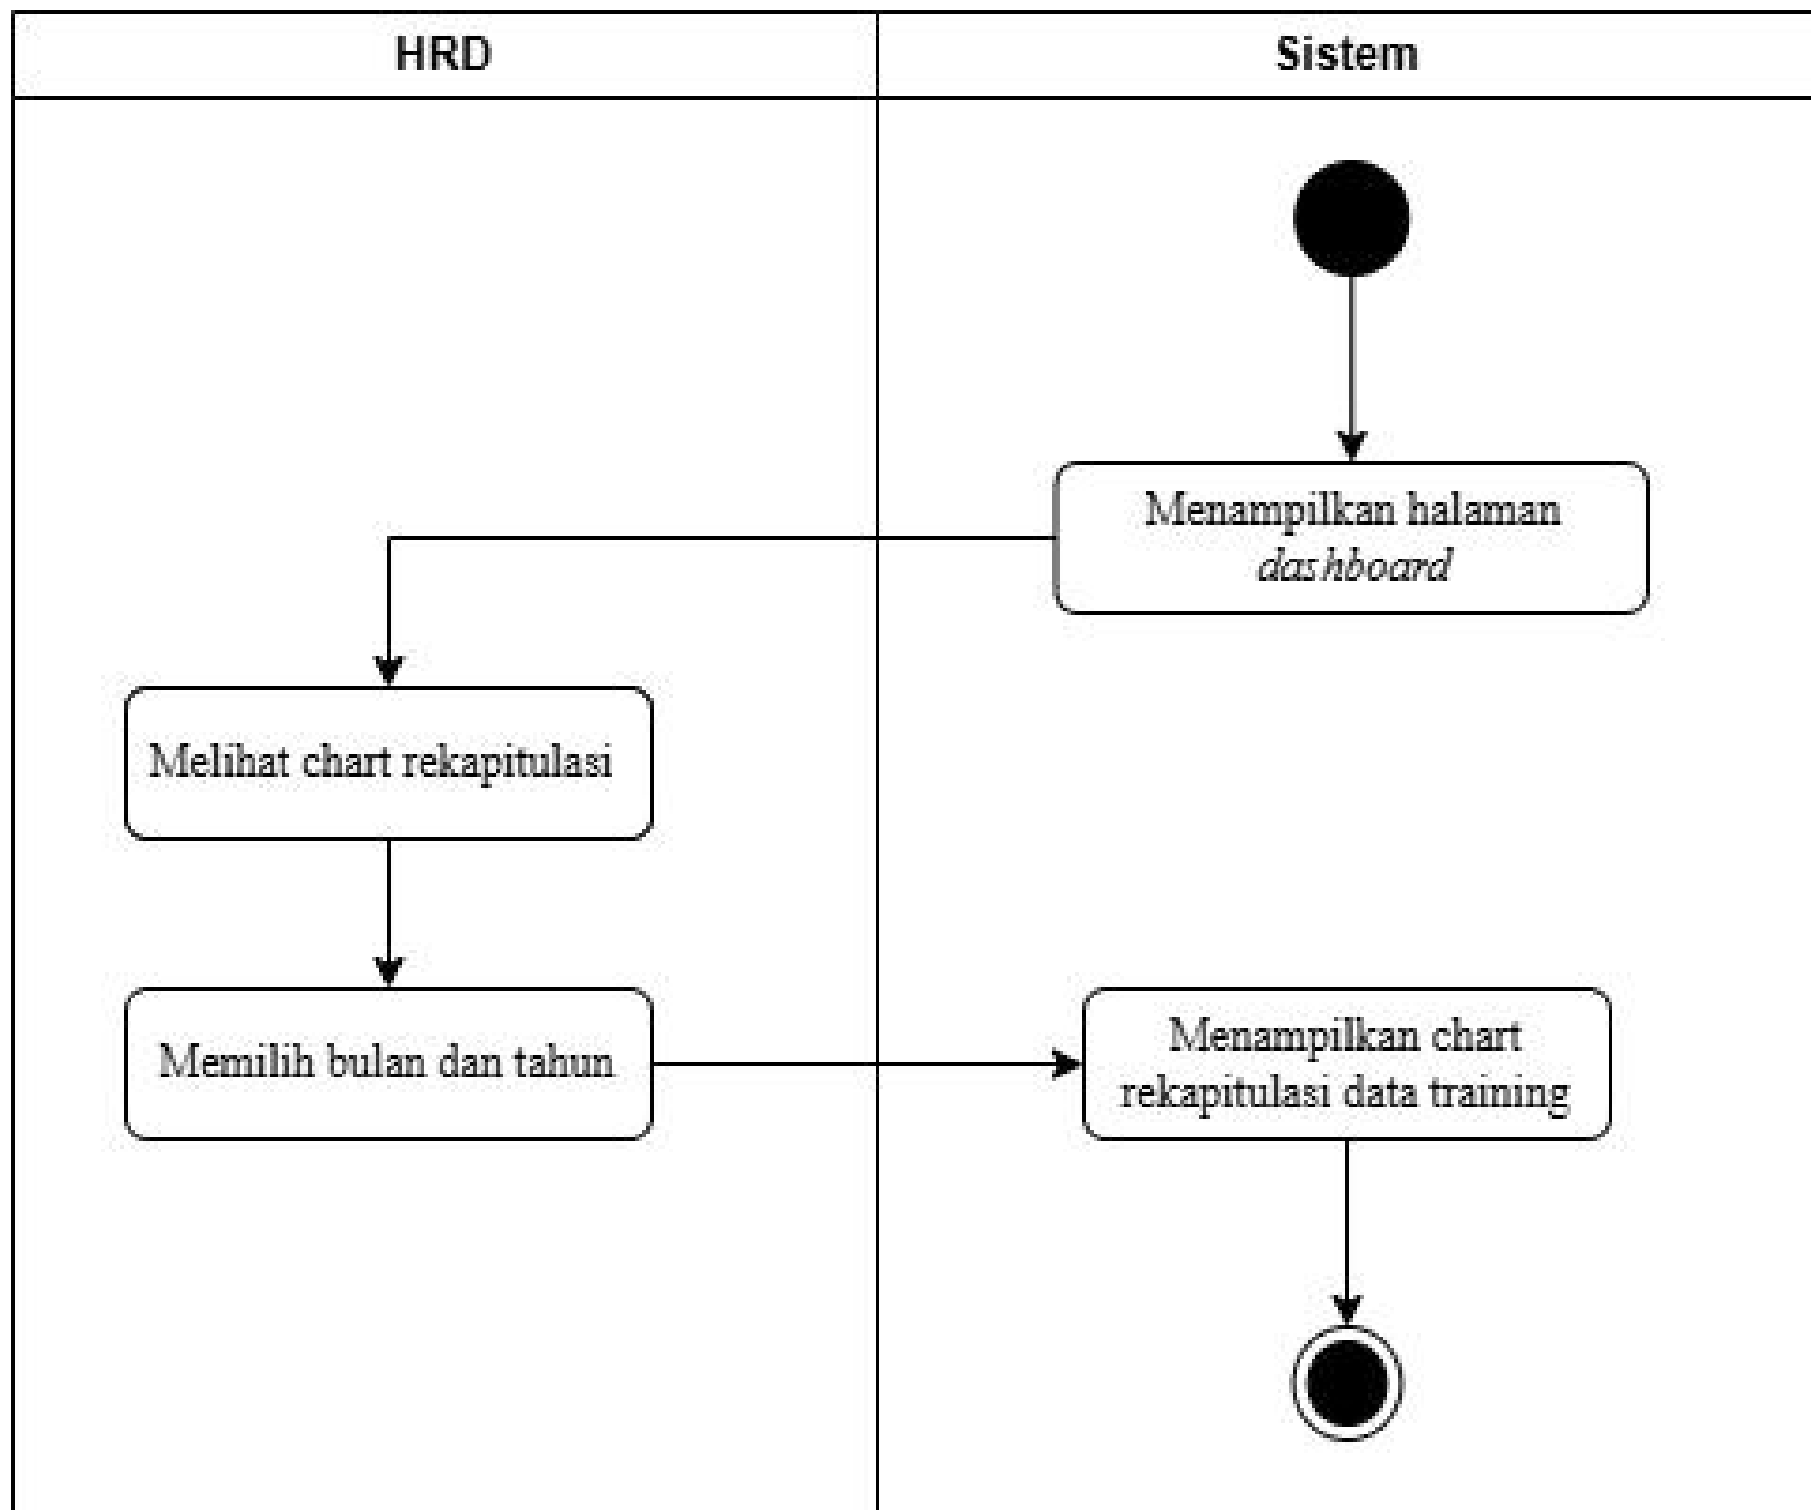 HRD
Sistem
Menampilkan halaman
dashboard
Melihat chart rekapitulasi
Memilih bulan dan tahun
Menampilkan chart
rekapitulasi data training